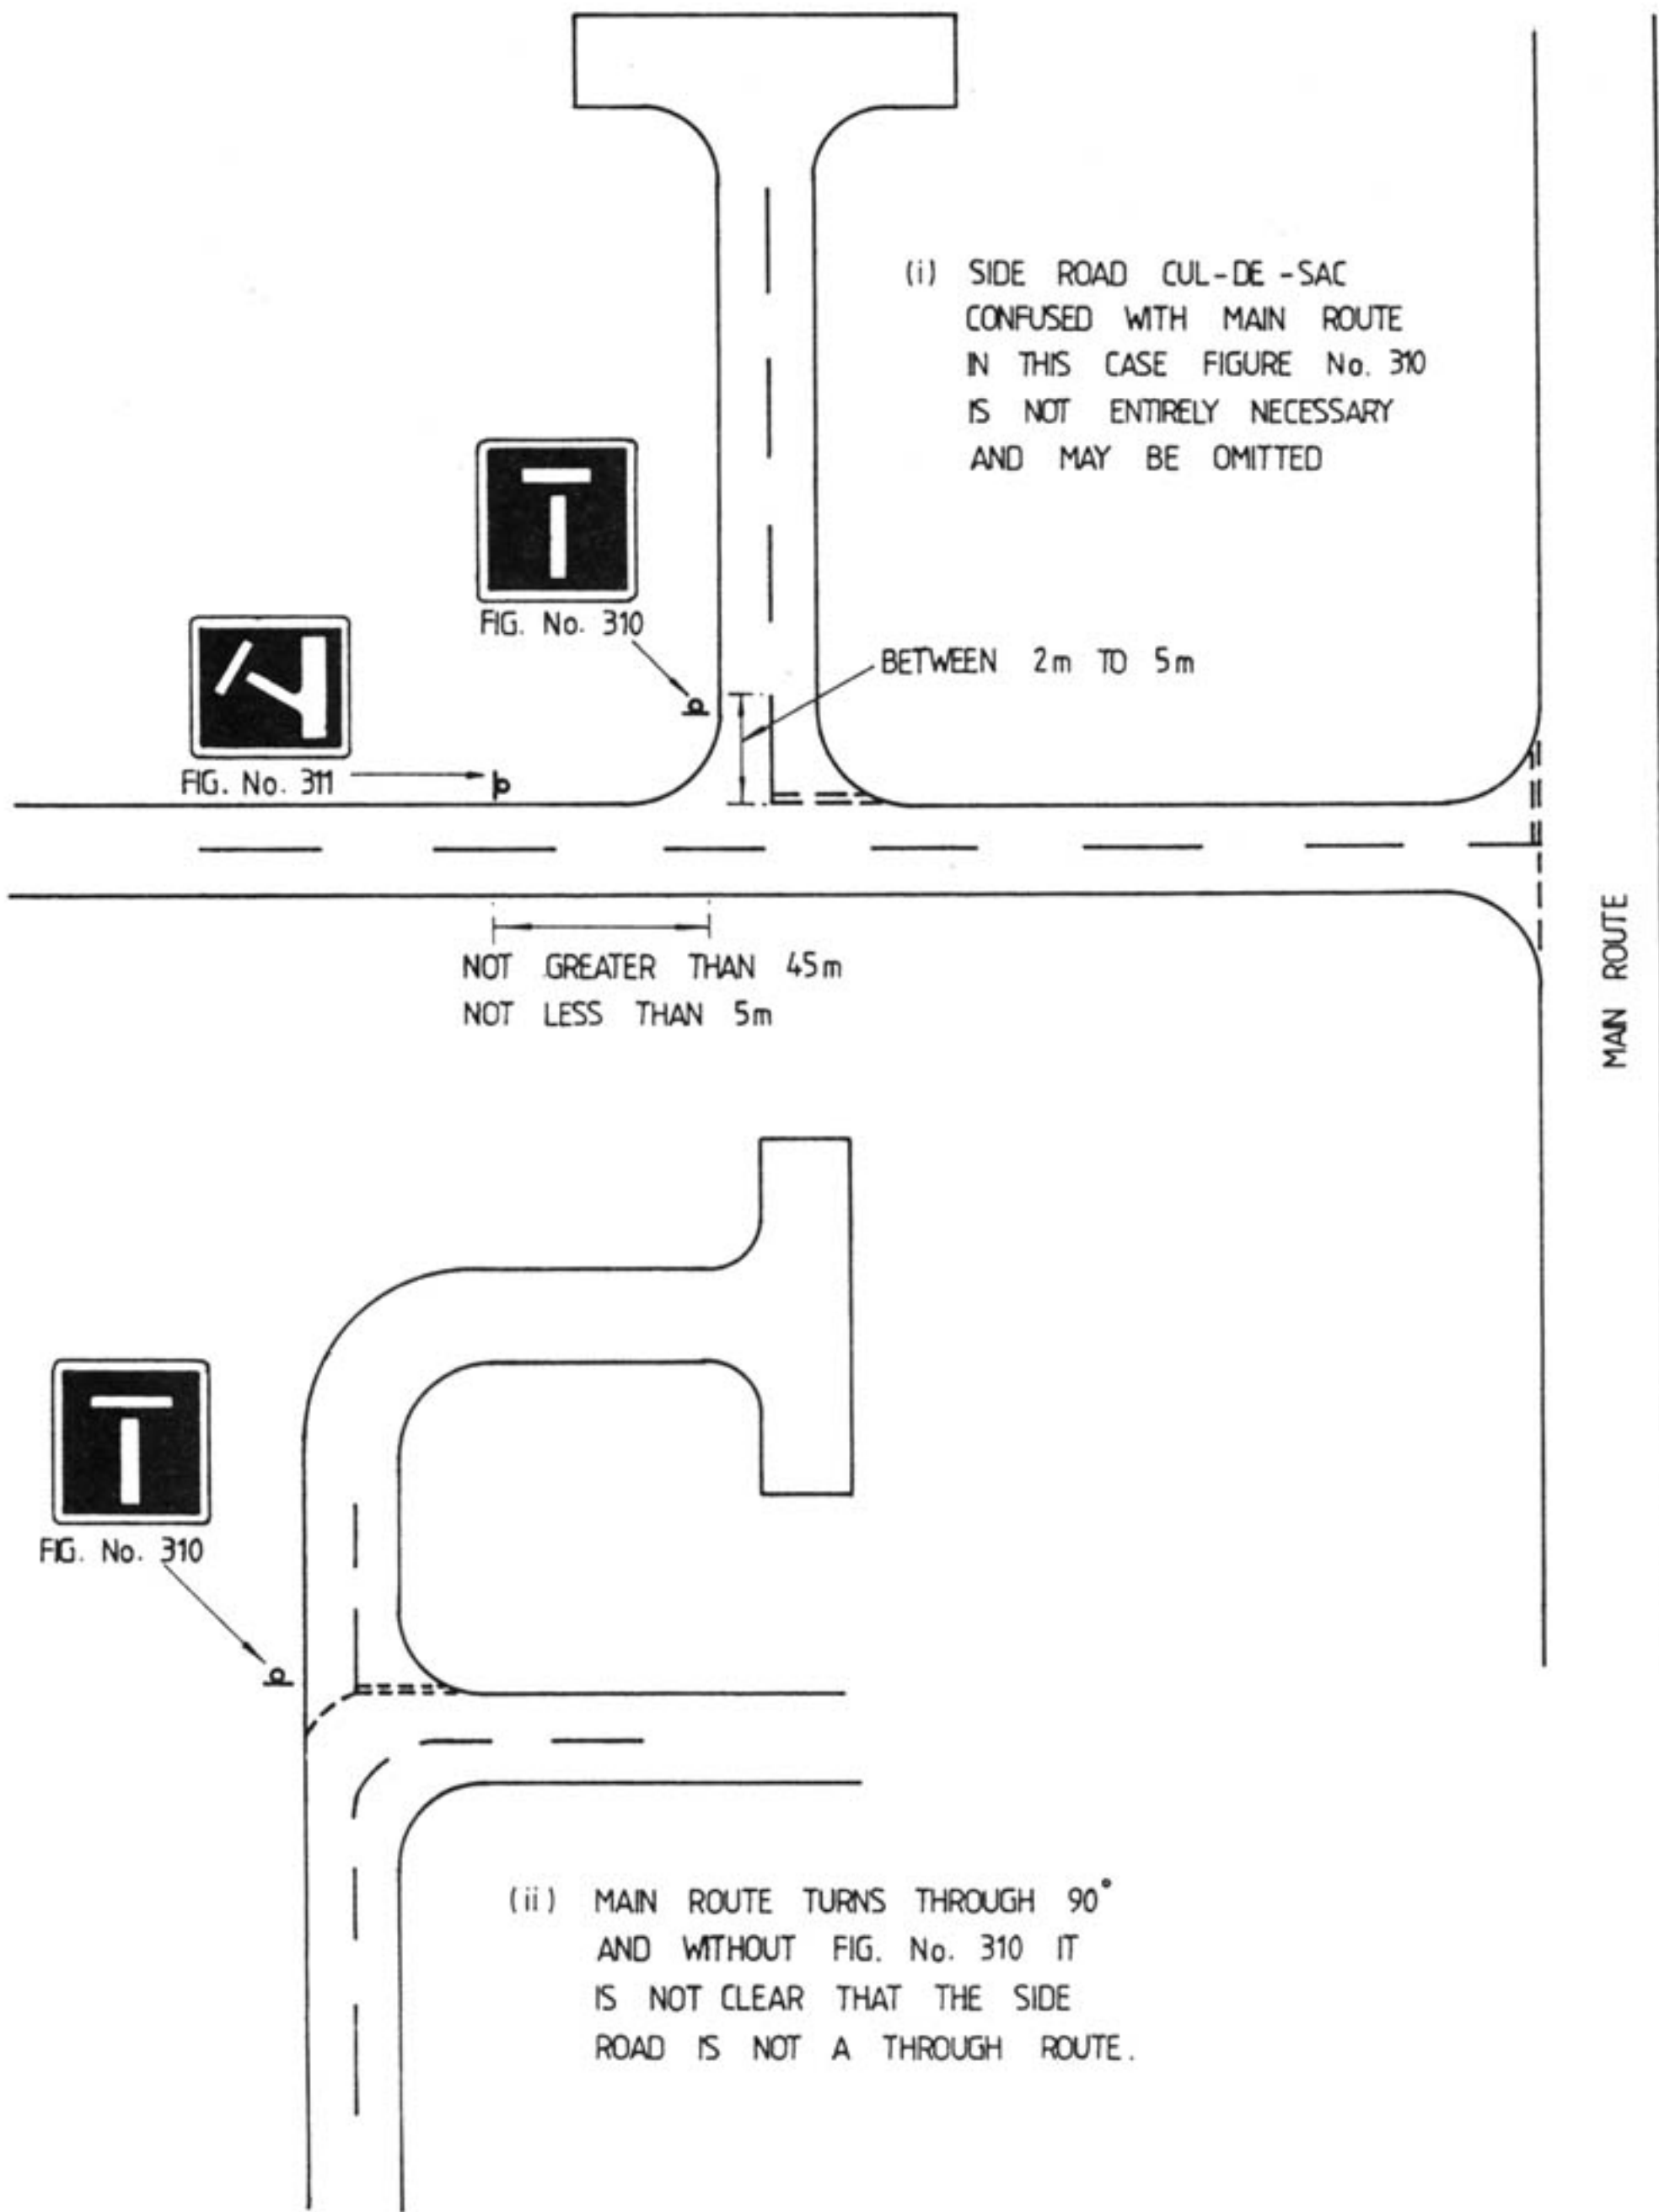 (i) SIDE ROAD CUL-DE-SAC
CONFUSED WITH MAIN ROUTE
IN THIS CASE FIGURE No. 310
IS NOT ENTIRELY NECESSARY
AND MAY BE OMITTED
FIG. No. 310
BETWEEN 2m TO 5m
FIG. No. 311
NOT GREATER THAN 45m
NOT LESS THAN 5m
MAIN ROUTE
FIG. No. 310
(ii) MAIN ROUTE TURNS THROUGH 90°
AND WITHOUT FIG. No. 310 IT
IS NOT CLEAR THAT THE SIDE
ROAD IS NOT A THROUGH ROUTE.